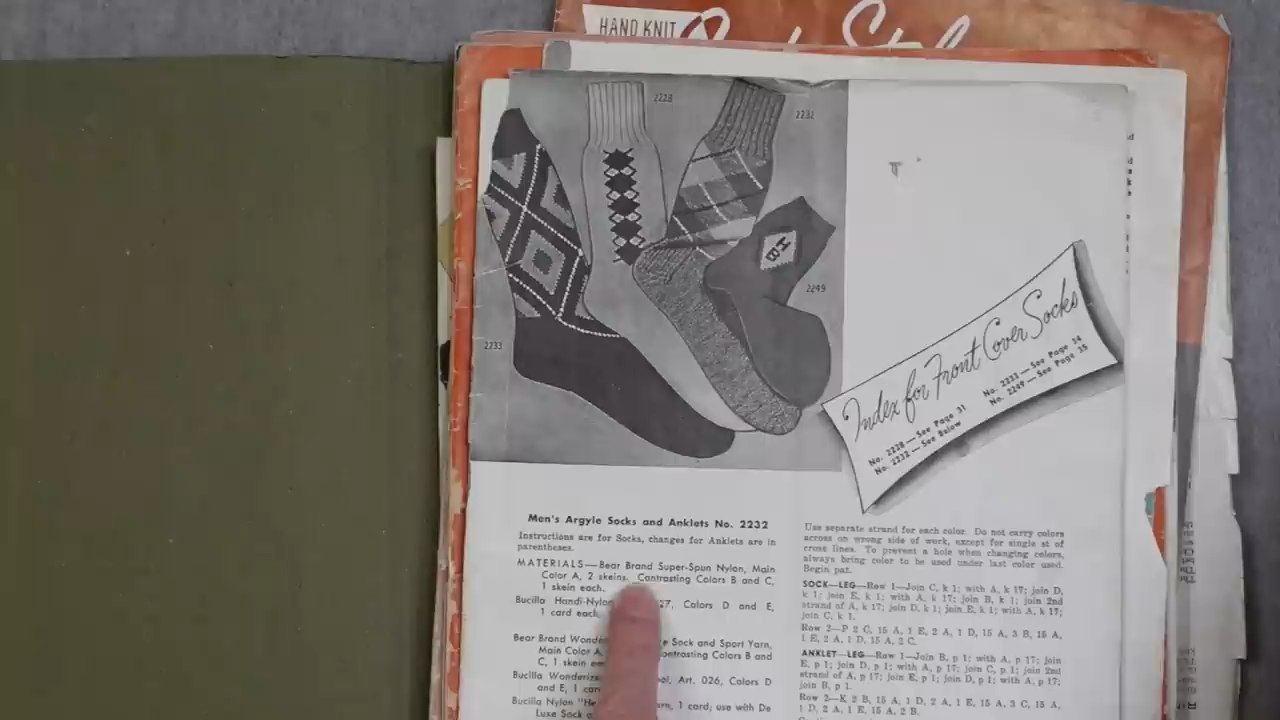 HAND KNIT
2228
2232
HB
2249
2233
Index for Front Cover Socks
No. 2228—See Page 31
No. 2232—See Below
No. 2233—See Page 24
No. 2249—See Page 35
Men's Argyle Socks and Anklets No. 2232
Instructions are for Socks, changes for Anklets are in
parentheses.
MATERIALS—Bear Brand Super-Spun Nylon, Main
Color A, 2 skeins. Contrasting Colors B and C,
1 skein each.
Bucilla Handi-Nylon 27, Colors D and E,
1 card each.
Bear Brand Sock and Sport Yarn,
Main Color A, Contrasting Colors B and
C, 1 skein
Bucilla Wonderized Art. 026, Colors D
and E, 1 card
Bucilla Nylon 1 card; use with De
Luxe Sock
Use separate strand for each color. Do not carry colors
across on wrong side of work, except for single st of
cross lines. To prevent a hole when changing colors,
always bring color to be used under last color used.
Begin pat.
SOCK—LEG—Row 1—Join C, k 1; with A, k 17; join D,
k 1; join E, k 1; with A, k 17; join B, k 1; join 2nd
strand of A, k 17; join D, k 1; join E, k 1; with A, k 17;
join C, k 1.
Row 2—P 2 C, 15 A, 1 E, 2 A, 1 D, 15 A, 3 B, 15 A,
1 E, 2 A, 1 D, 15 A, 2 C.
ANKLET—LEG—Row 1—Join B, p 1; with A, p 17; join
E, p 1; join D, p 1; with A, p 17; join C, p 1; join 2nd
strand of A, p 17; join E, p 1; join D, p 1; with A, p 17;
join B, p 1.
Row 2—K 2 B, 15 A, 1 D, 2 A, 1 E, 15 A, 3 C, 15 A,
1 D, 2 A, 1 E, 15 A, 2 B.